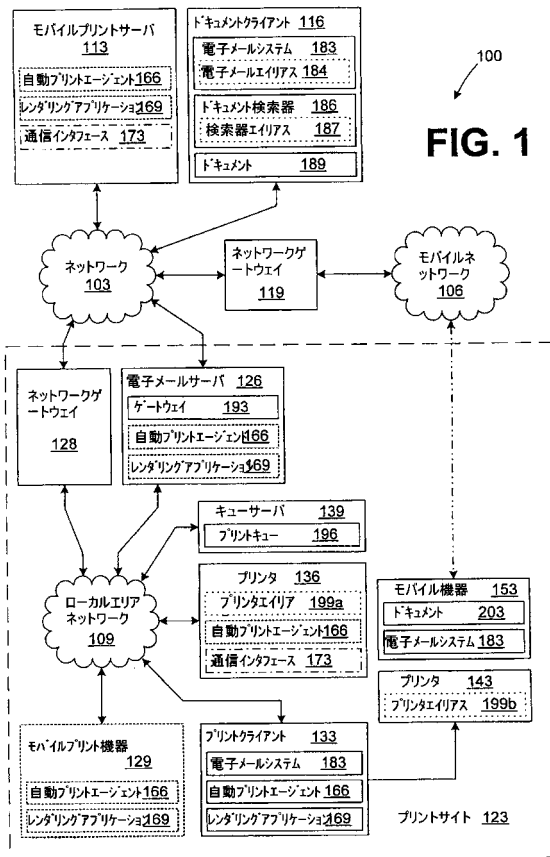 モバイルプリントサーバ
113
自動プリントエージェント166
レンダリングアプリケーション169
通信インタフェース 173
ドキュメントクライアント 116
電子メールシステム 183
電子メールエイリアス 184
ドキュメント検索器 186
検索器エイリアス 187
ドキュメント 189
100
FIG. 1
ネットワーク
103
ネットワークゲー
トウェイ
119
モバイルネッ
トワーク
106
ネットワークゲー
トウェイ
128
電子メールサーバ 126
ゲートウェイ 193
自動プリントエージェント166
レンダリングアプリケーション169
キューサーバ 139
プリントキュー 196
ローカルエリア
ネットワーク
109
プリンタ 136
プリンタエイリア 199a
自動プリントエージェント166
通信インタフェース 173
モバイル機器 153
ドキュメント 203
電子メールシステム 183
プリンタ 143
プリンタエイリアス 199b
モバイルプリント機器
129
自動プリントエージェント166
レンダリングアプリケーション169
プリントクライアント 133
電子メールシステム 183
自動プリントエージェント166
レンダリングアプリケーション169
プリントサイト 123